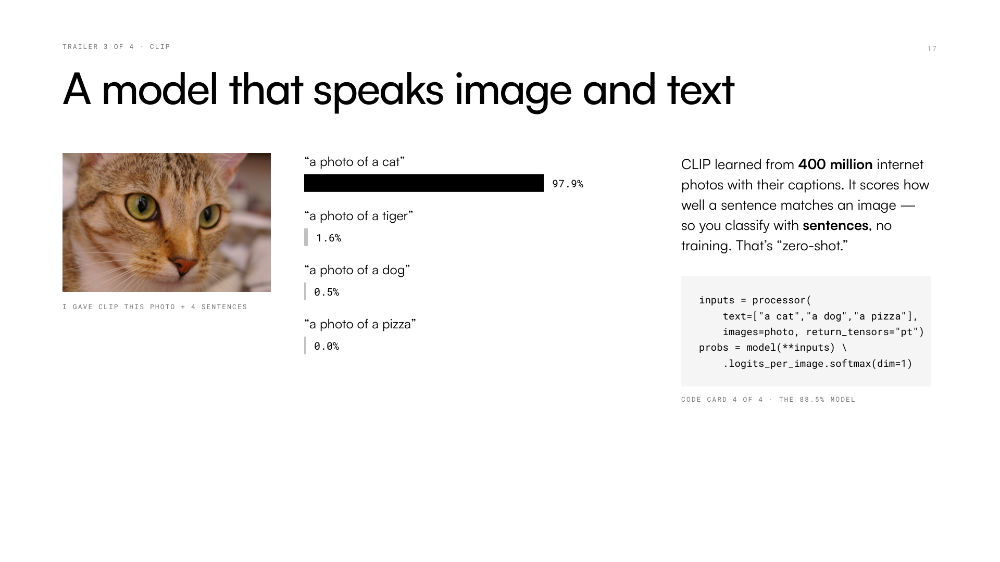 TRAILER 3 OF 4 · CLIP
17
A model that speaks image and text
I GAVE CLIP THIS PHOTO + 4 SENTENCES
“a photo of a cat”
97.9%
“a photo of a tiger”
1.6%
“a photo of a dog”
0.5%
“a photo of a pizza”
0.0%
CLIP learned from 400 million internet
photos with their captions. It scores how
well a sentence matches an image —
so you classify with sentences, no
training. That’s “zero-shot.”
inputs = processor(
    text=["a cat","a dog","a pizza"],
    images=photo, return_tensors="pt")
probs = model(**inputs) \
    .logits_per_image.softmax(dim=1)
CODE CARD 4 OF 4 · THE 88.5% MODEL